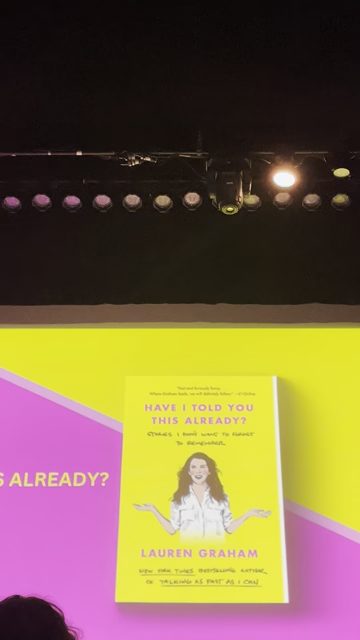 HAVE I TOLD YOU
THIS ALREADY?
STORIES I DON'T WANT TO FORGET
TO REMEMBER
S ALREADY?
LAUREN GRAHAM
NEW YORK TIMES BESTSELLING AUTHOR
OF TALKING AS FAST AS I CAN